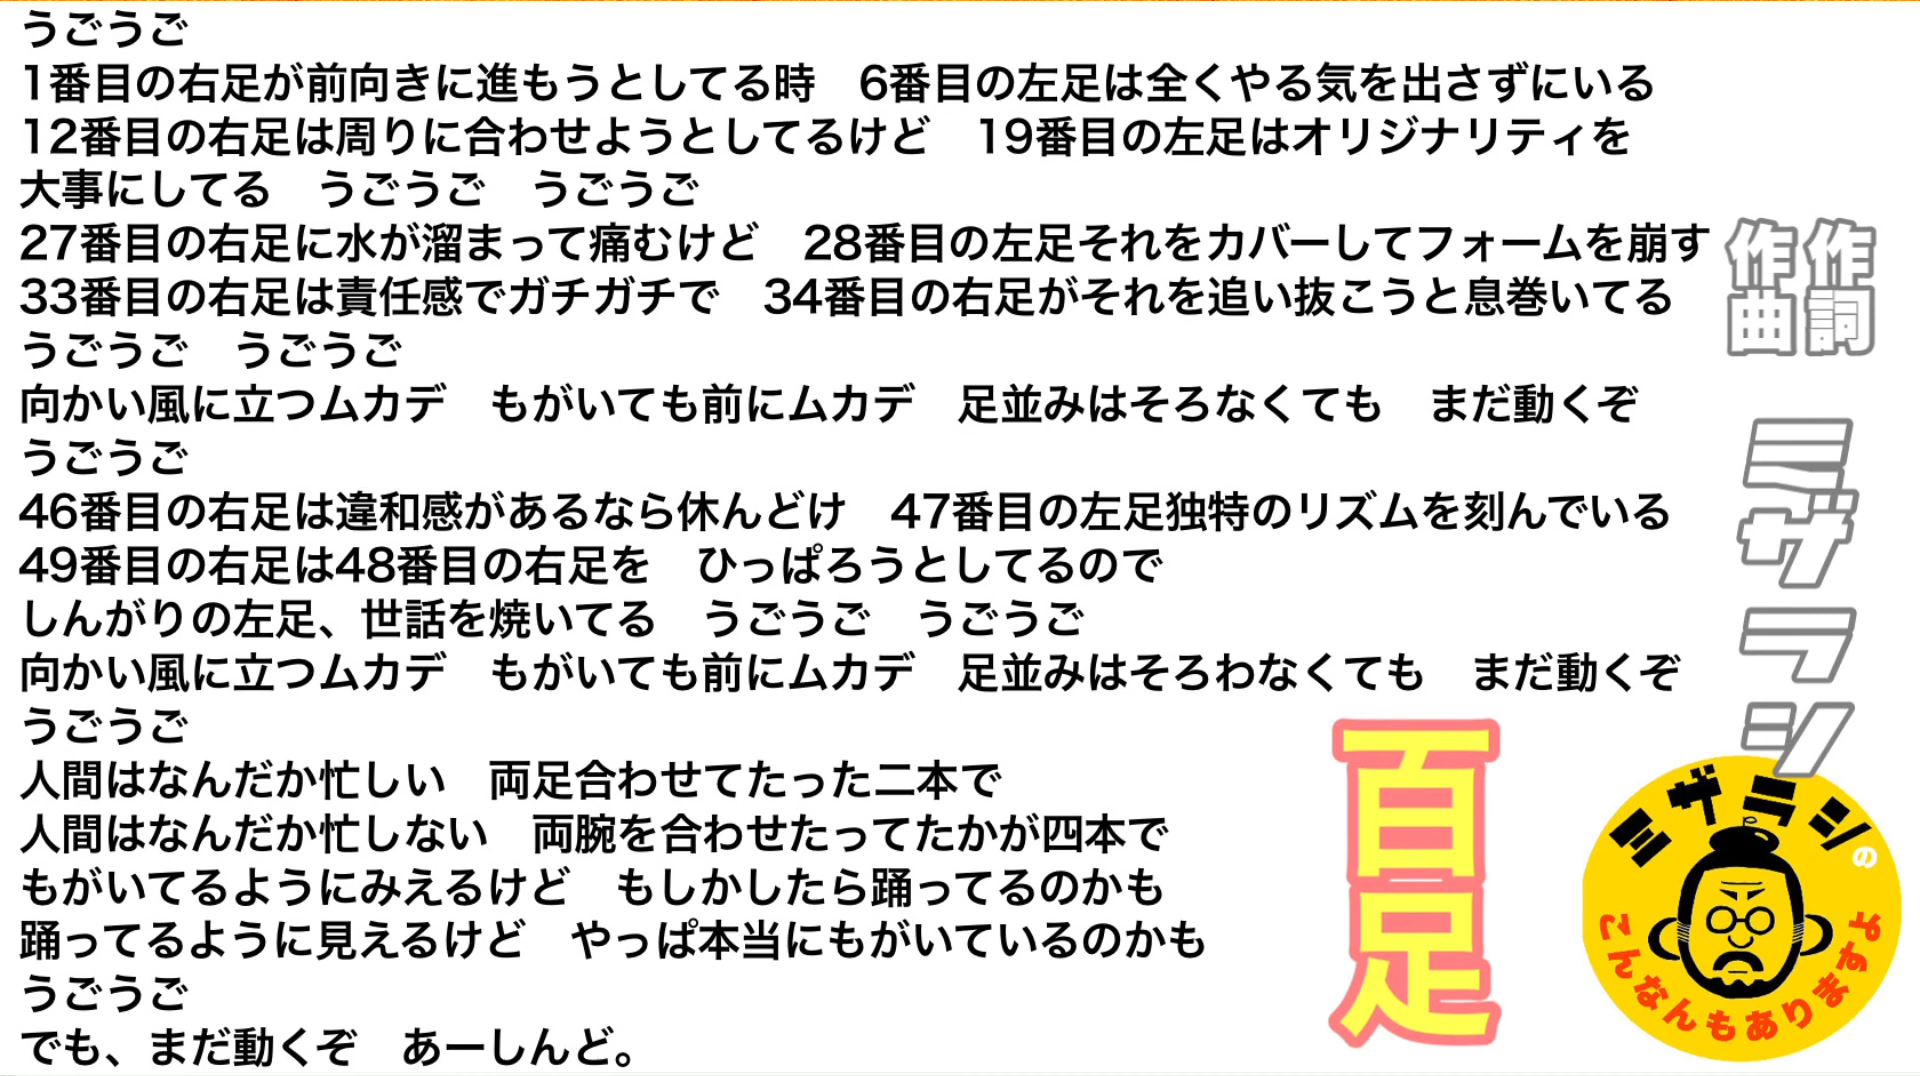 うごうご
1番目の右足が前向きに進もうとしてる時　6番目の左足は全くやる気を出さずにいる
12番目の右足は周りに合わせようとしてるけど　19番目の左足はオリジナリティを
大事にしてる　うごうご　うごうご
27番目の右足に水が溜まって痛むけど　28番目の左足それをカバーしてフォームを崩す
33番目の右足は責任感でガチガチで　34番目の右足がそれを追い抜こうと息巻いてる
うごうご　うごうご
向かい風に立つムカデ　もがいても前にムカデ　足並みはそろなくても　まだ動くぞ
うごうご
46番目の右足は違和感があるなら休んどけ　47番目の左足独特のリズムを刻んでいる
49番目の右足は48番目の右足を　ひっぱろうとしてるので
しんがりの左足、世話を焼いてる　うごうご　うごうご
向かい風に立つムカデ　もがいても前にムカデ　足並みはそろわなくても　まだ動くぞ
うごうご
人間はなんだか忙しい　両足合わせてたった二本で
人間はなんだか忙しない　両腕を合わせたってたかが四本で
もがいてるようにみえるけど　もしかしたら踊ってるのかも
踊ってるように見えるけど　やっぱ本当にもがいているのかも
うごうご
でも、まだ動くぞ　あーしんど。
作詞
作曲
ミザラシ
百足
ミザラシの
こんなんもありますよ